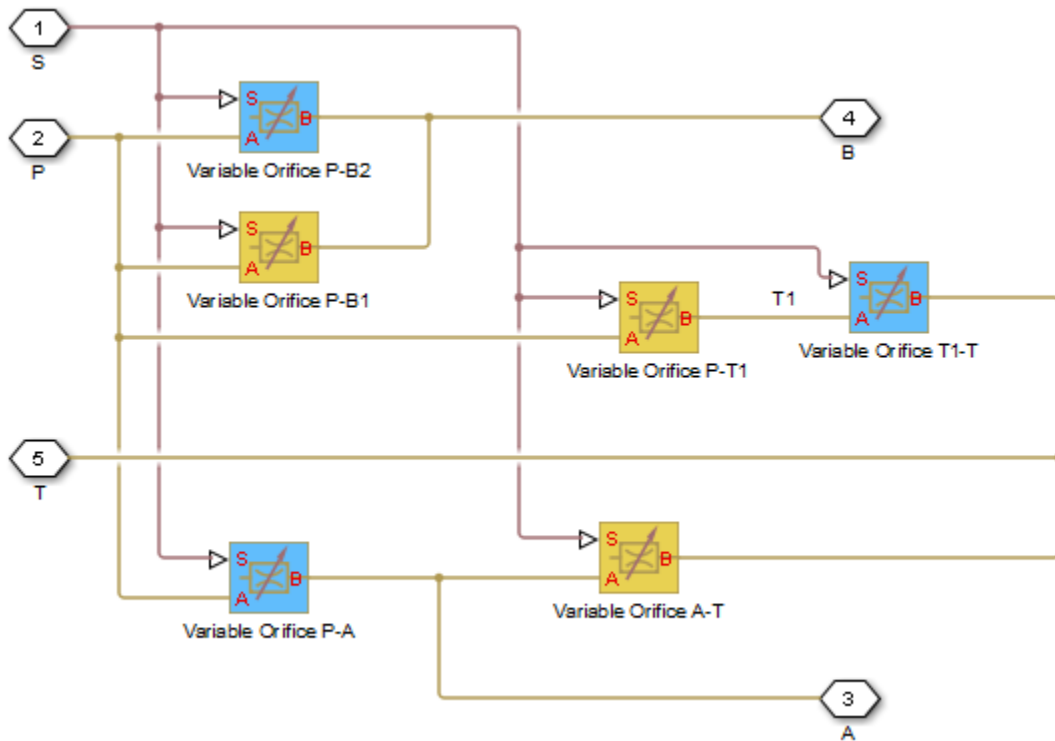 1
S
S
B
4
2
A
B
P
Variable Orifice P-B2
S
B
A
Variable Orifice P-B1
S
T1
S
B
B
A
A
Variable Orifice T1-T
Variable Orifice P-T1
5
T
S
S
B
B
A
A
Variable Orifice A-T
Variable Orifice P-A
3
A